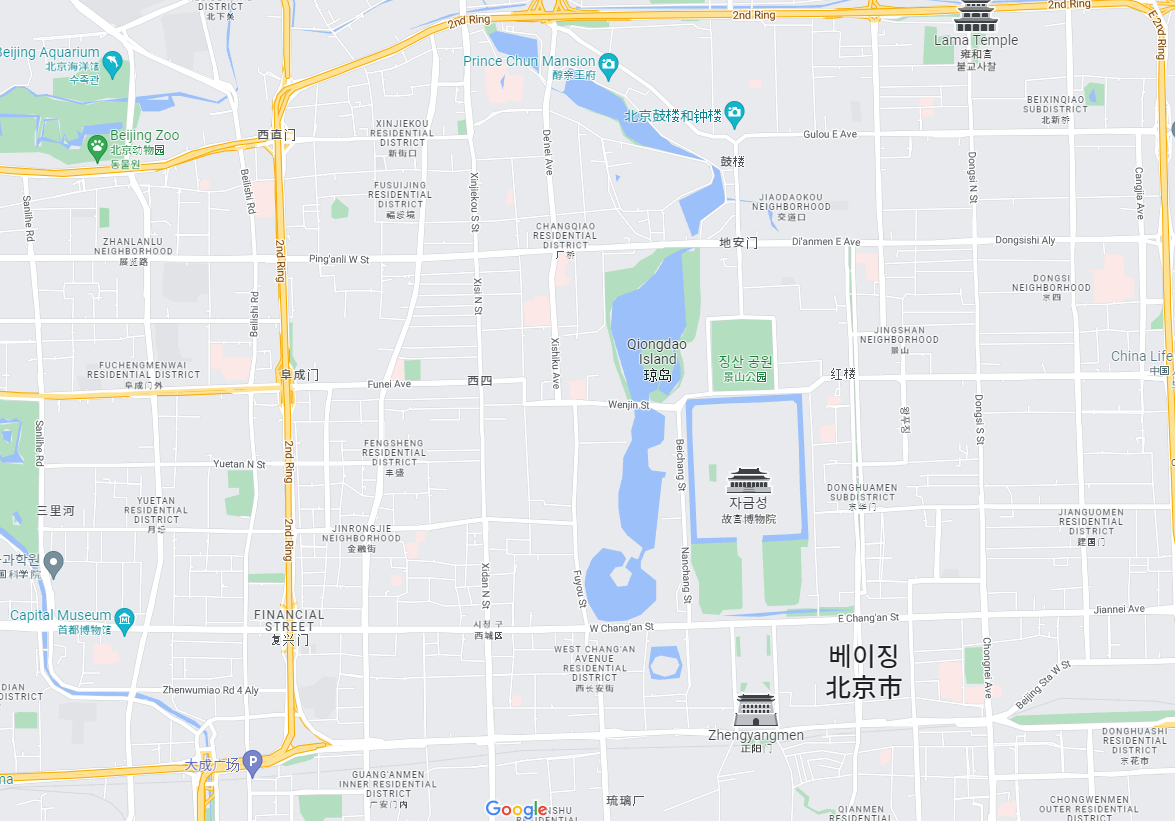 DISTRICT
北下关
2nd Ring
2nd Ring
2nd Ring
E 2nd Ring
Lama Temple
雍和宫
불교사찰
Beijing Aquarium
北京海洋馆
수족관
Prince Chun Mansion
醇亲王府
北京鼓楼和钟楼
BEIXINQIAO
SUBDISTRICT
北新桥
Beijing Zoo
北京动物园
동물원
西直门
XINJIEKOU
RESIDENTIAL
DISTRICT
新街口
De'nei Ave
Gulou E Ave
鼓楼
Beilishi Rd
FUSUIJING
RESIDENTIAL
DISTRICT
福绥境
Xinjiekou S St
Dongsi N St
Cangjia Ave
Sanlihe Rd
JIAODAOKOU
NEIGHBORHOOD
交道口
CHANGQIAO
RESIDENTIAL
DISTRICT
厂桥
ZHANLANLU
NEIGHBORHOOD
展览路
2nd Ring
Ping'anli W St
地安门
Di'anmen E Ave
Dongsishi Aly
Beilishi Rd
Xisi N St
DONGSI
NEIGHBORHOOD
东四
Xishiku Ave
Qiongdao
Island
琼岛
징산 공원
景山公园
JINGSHAN
NEIGHBORHOOD
景山
China Life
中国
FUCHENGMENWAI
RESIDENTIAL DISTRICT
阜成门外
阜成门
Funei Ave
西四
红楼
Wenjin St
왕푸징
Dongsi S St
Sanlihe Rd
2nd Ring
Yuetan N St
FENGSHENG
RESIDENTIAL
DISTRICT
丰盛
Beichang St
자금성
故宫博物院
DONGHUAMEN
SUBDISTRICT
东华门
三里河
YUETAN
RESIDENTIAL
DISTRICT
月坛
2nd Ring
JINRONGJIE
NEIGHBORHOOD
金融街
JIANGUOMEN
RESIDENTIAL
DISTRICT
建国门
과학원
国科学院
Xidan N St
Fuyou St
Nanchang St
Capital Museum
首都博物馆
FINANCIAL
STREET
复兴门
시청 구
西城区
W Chang'an St
E Chang'an St
Jiannei Ave
WEST CHANG'AN
AVENUE
RESIDENTIAL
DISTRICT
西长安街
베이징
北京市
Chongnei Ave
Beijing Sta W St
DIAN
DISTRICT
Zhenwumiao Rd 4 Aly
Zhengyangmen
正阳门
DONGHUASHI
RESIDENTIAL
DISTRICT
东花市
大成广场
P
GUANG'ANMEN
INNER RESIDENTIAL
DISTRICT
广安门内
Google
琉璃厂
RESIDENTIAL
QIANMEN
RESIDENTIAL
CHONGWENMEN
OUTER RESIDENTIAL
DISTRICT